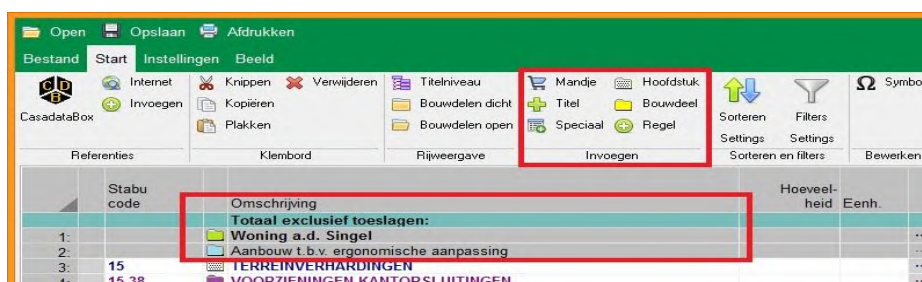 Open Opslaan Afdrukken
Bestand Start Instellingen Beeld
CDB
CasadataBox
Internet
Invoegen
Referenties
Knippen Verwijderen
Kopiëren
Plakken
Klembord
Titelniveau
Bouwdelen dicht
Bouwdelen open
Rijweergave
Mandje Hoofdstuk
Titel Bouwdeel
Speciaal Regel
Invoegen
Sorteren Filters
Settings Settings
Sorteren en filters
Ω Symbo
Bewerken
Stabu Hoeveel-
code Omschrijving heid Eenh.
Totaal exclusief toeslagen:
1: Woning a.d. Singel
2: Aanbouw t.b.v. ergonomische aanpassing
3: 15 TERREINVERHARDINGEN
4: 15.38 VOORZIENINGEN KANTOPSLUITINGEN